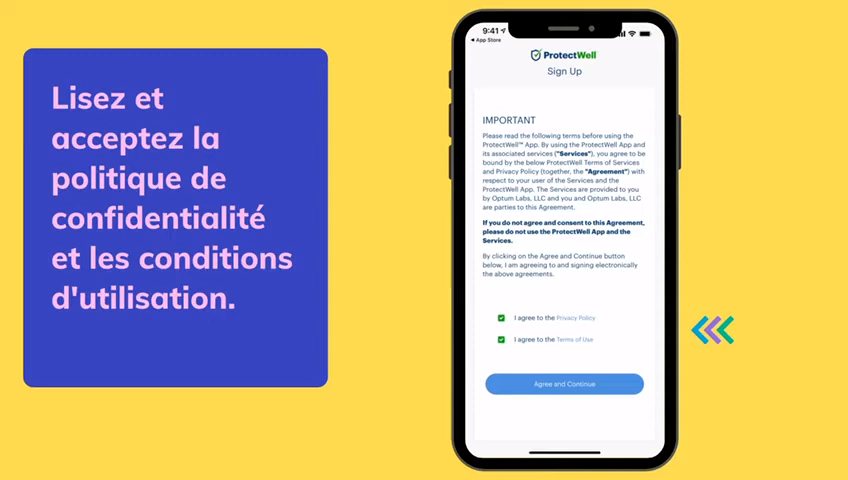 Lisez et
acceptez la
politique de
confidentialité
et les conditions
d'utilisation.
9:41
App Store
ProtectWell
Sign Up
IMPORTANT
Please read the following terms before using the
ProtectWell™ App. By using the ProtectWell App and
its associated services ("Services"), you agree to be
bound by the below ProtectWell Terms of Services
and Privacy Policy (together, the "Agreement") with
respect to your user of the Services and the
ProtectWell App. The Services are provided to you
by Optum Labs, LLC and you and Optum Labs, LLC
are parties to this Agreement.
If you do not agree and consent to this Agreement,
please do not use the ProtectWell App and the
Services.
By clicking on the Agree and Continue button
below, I am agreeing to and signing electronically
the above agreements.
I agree to the Privacy Policy
I agree to the Terms of Use
Agree and Continue